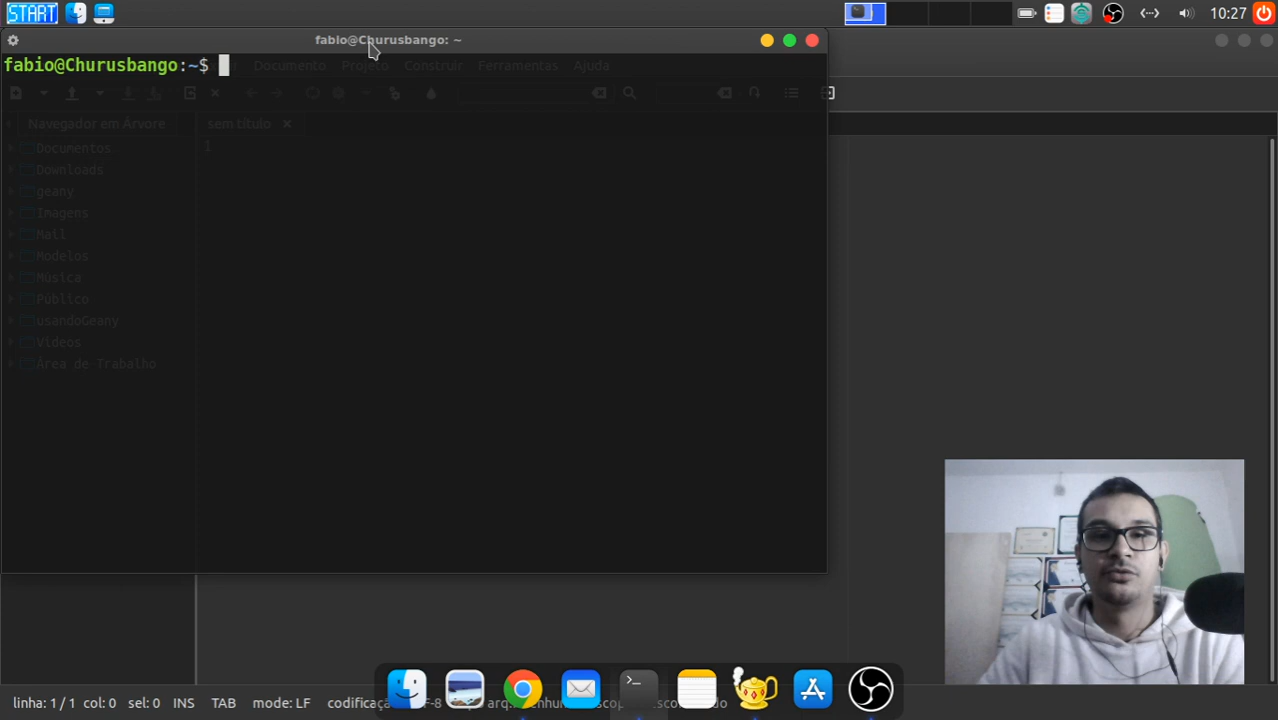 START
10:27
fabio@Churusbango: ~
fabio@Churusbango:~$
Documento Projeto Construir Ferramentas Ajuda
Navegador em Árvore
sem título
1
Documentos
Downloads
geany
Imagens
Mail
Modelos
Música
Público
usandoGeany
Vídeos
Área de Trabalho
linha: 1 / 1 col: 0 sel: 0 INS TAB mode: LF